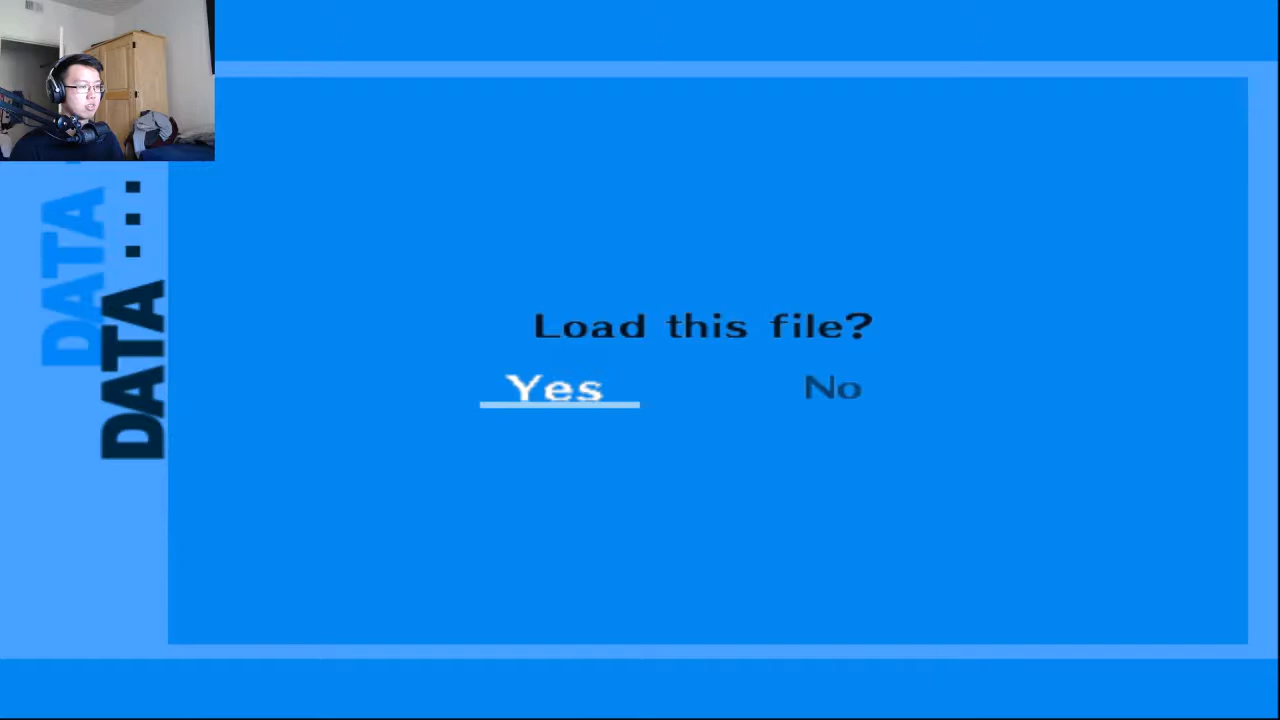 DATA
DATA ...
Load this file?
Yes No